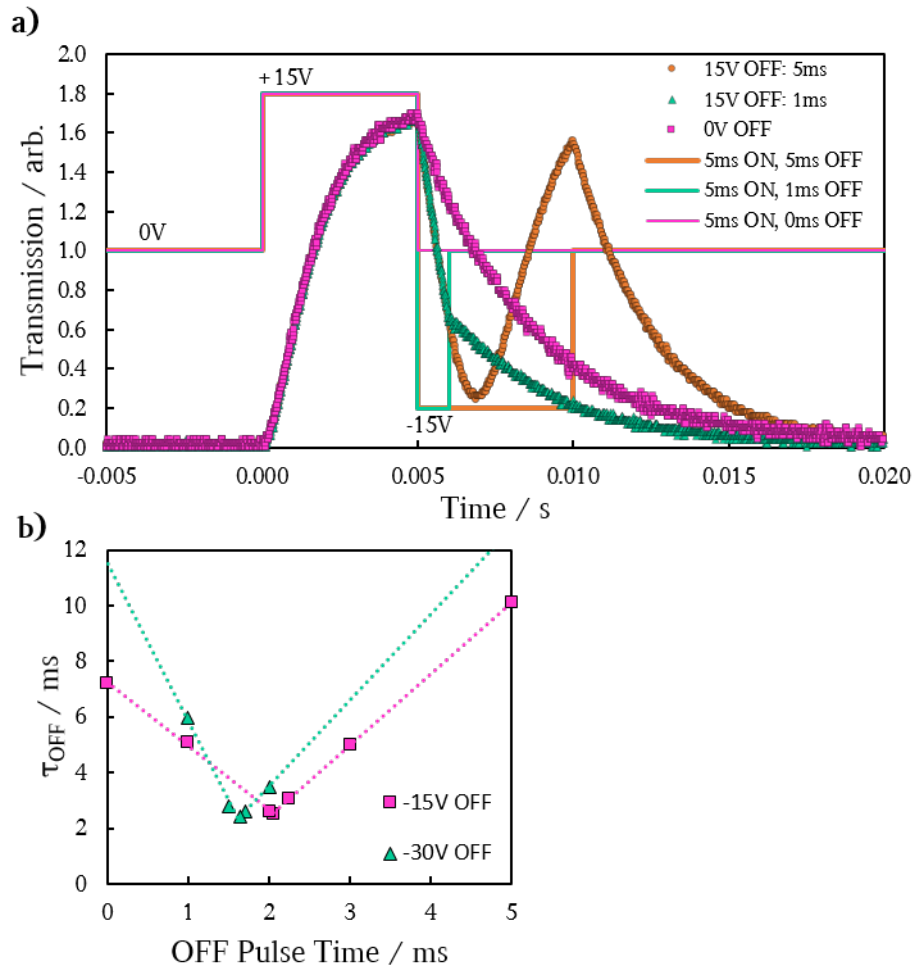 a)
2.0
1.8
1.6
1.4
1.2
1.0
0.8
0.6
0.4
0.2
0.0
Transmission / arb.
+15V
0V
-15V
15V OFF: 5ms
15V OFF: 1ms
0V OFF
5ms ON, 5ms OFF
5ms ON, 1ms OFF
5ms ON, 0ms OFF
-0.005 0.000 0.005 0.010 0.015 0.020
Time / s
b)
12
10
8
6
4
2
0
τOFF / ms
-15V OFF
-30V OFF
0 1 2 3 4 5
OFF Pulse Time / ms